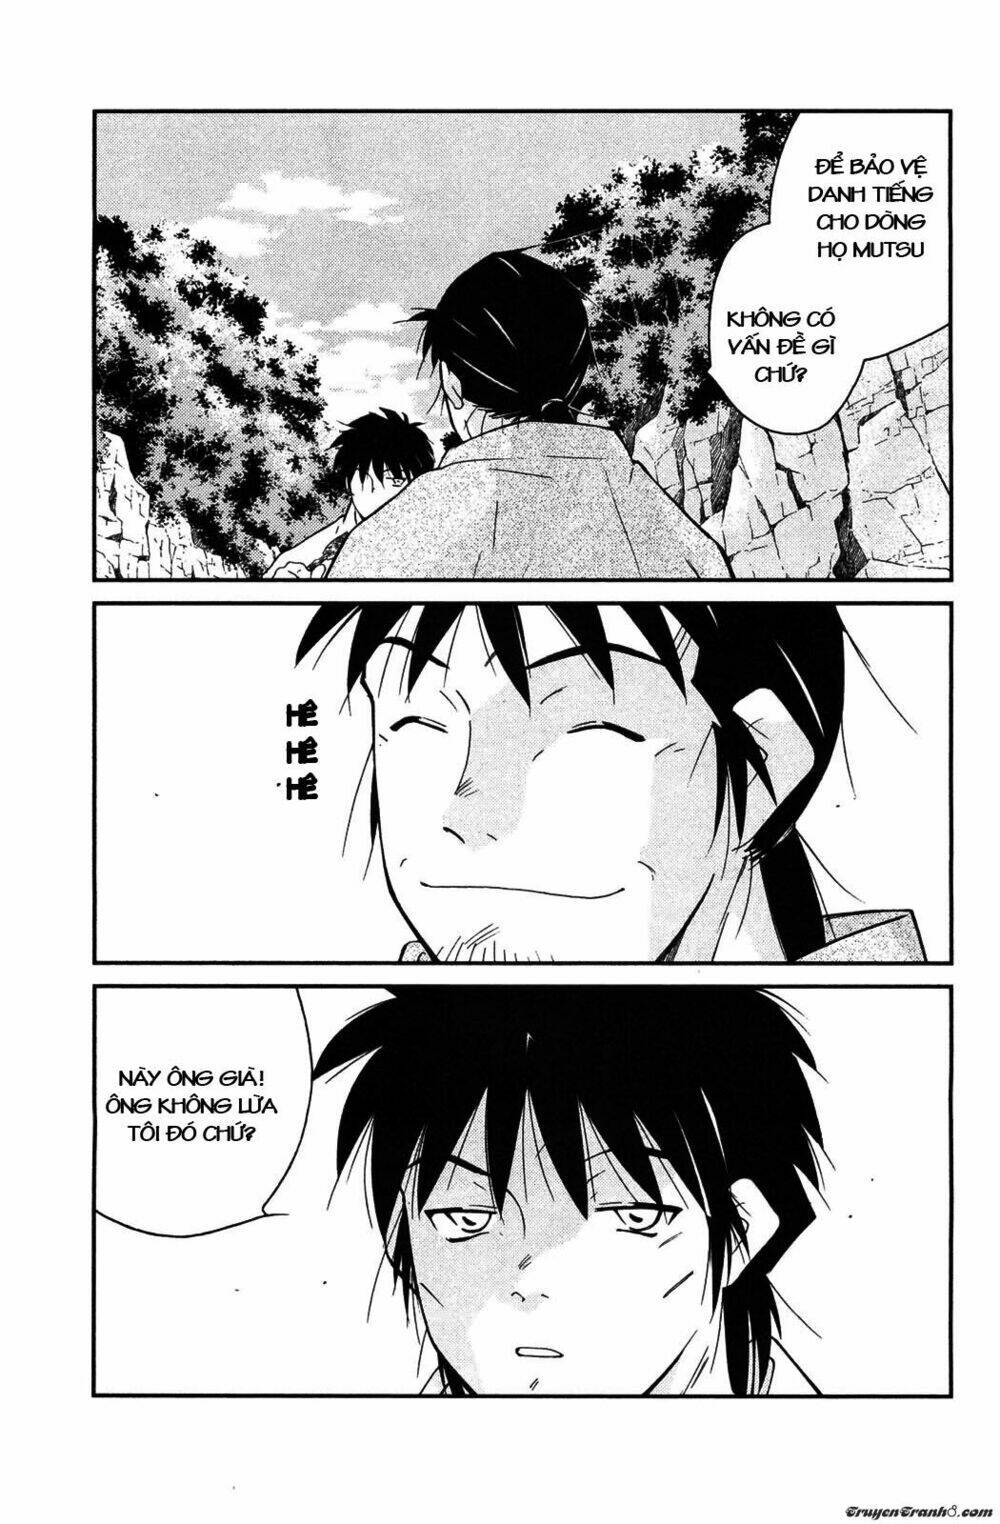 ĐỂ BẢO VỆ
DANH TIẾNG
CHO DÒNG
HỌ MUTSU
KHÔNG CÓ
VẤN ĐỀ GÌ
CHỨ?
HÊ
HÊ
HÊ
NÀY ÔNG GIÀ!
ÔNG KHÔNG LỪA
TÔI ĐÓ CHỨ?
TruyenTranh8.com